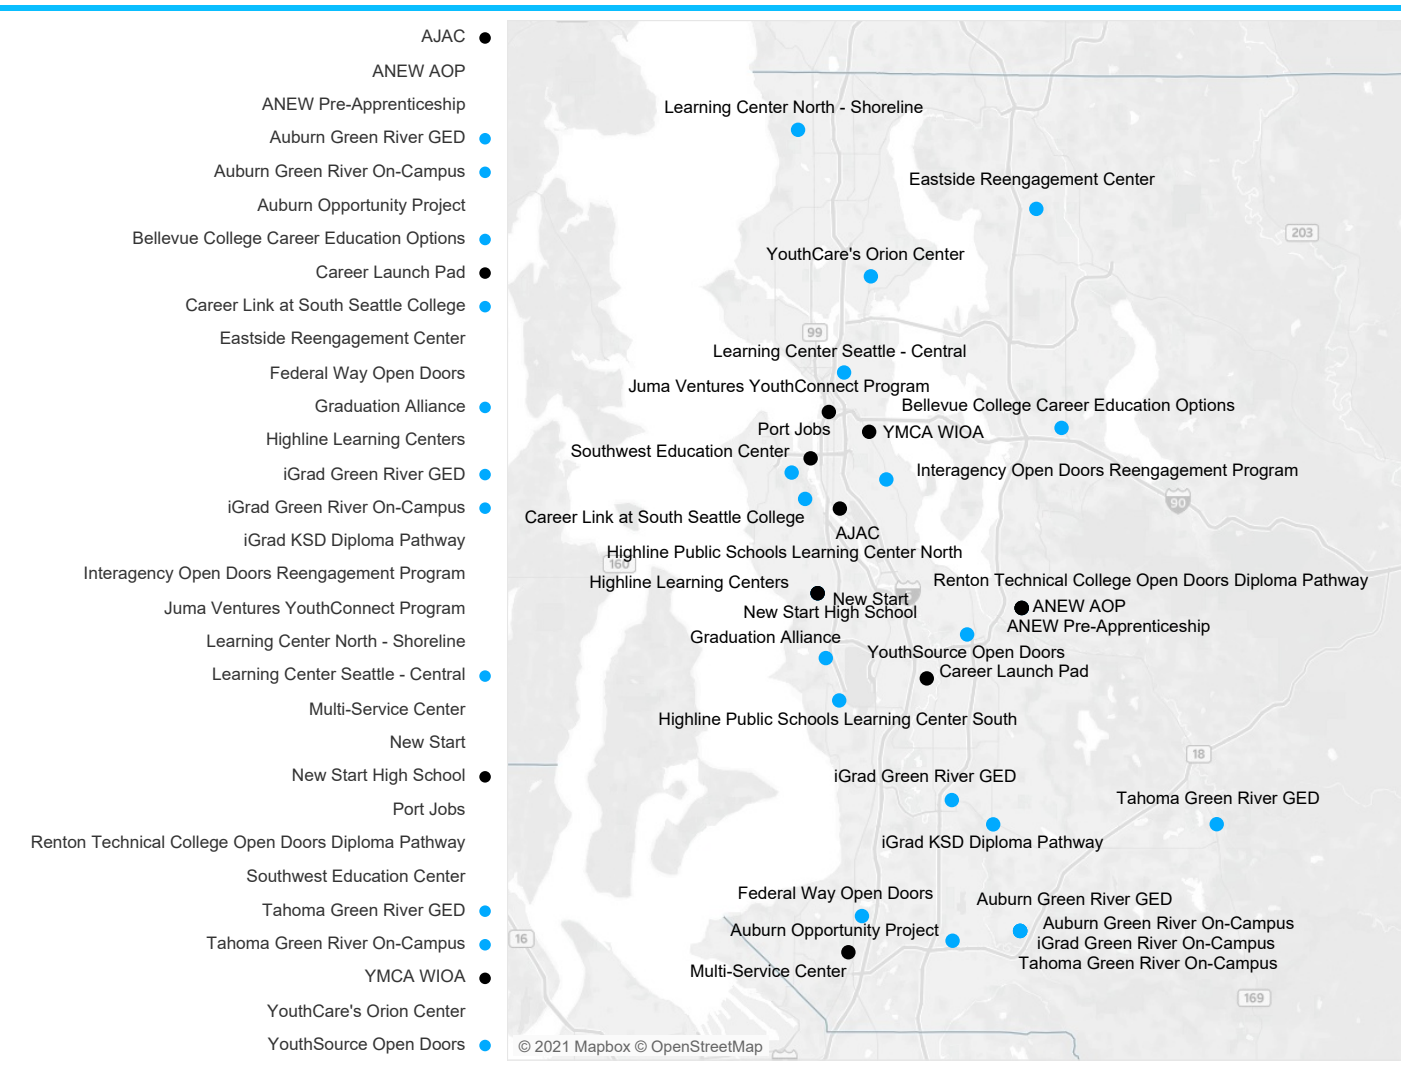 AJAC
ANEW AOP
ANEW Pre-Apprenticeship
Auburn Green River GED
Auburn Green River On-Campus
Auburn Opportunity Project
Bellevue College Career Education Options
Career Launch Pad
Career Link at South Seattle College
Eastside Reengagement Center
Federal Way Open Doors
Graduation Alliance
Highline Learning Centers
iGrad Green River GED
iGrad Green River On-Campus
iGrad KSD Diploma Pathway
Interagency Open Doors Reengagement Program
Juma Ventures YouthConnect Program
Learning Center North - Shoreline
Learning Center Seattle - Central
Multi-Service Center
New Start
New Start High School
Port Jobs
Renton Technical College Open Doors Diploma Pathway
Southwest Education Center
Tahoma Green River GED
Tahoma Green River On-Campus
YMCA WIOA
YouthCare's Orion Center
YouthSource Open Doors
Learning Center North - Shoreline
Eastside Reengagement Center
203
YouthCare's Orion Center
99
Learning Center Seattle - Central
Juma Ventures YouthConnect Program
Bellevue College Career Education Options
Port Jobs
YMCA WIOA
Southwest Education Center
Interagency Open Doors Reengagement Program
90
Career Link at South Seattle College
AJAC
Highline Public Schools Learning Center North
160
Highline Learning Centers
Renton Technical College Open Doors Diploma Pathway
New Start
5
ANEW AOP
New Start High School
ANEW Pre-Apprenticeship
Graduation Alliance
YouthSource Open Doors
Career Launch Pad
Highline Public Schools Learning Center South
18
iGrad Green River GED
Tahoma Green River GED
iGrad KSD Diploma Pathway
Federal Way Open Doors
Auburn Green River GED
Auburn Opportunity Project
Auburn Green River On-Campus
16
iGrad Green River On-Campus
Multi-Service Center
Tahoma Green River On-Campus
169
© 2021 Mapbox © OpenStreetMap